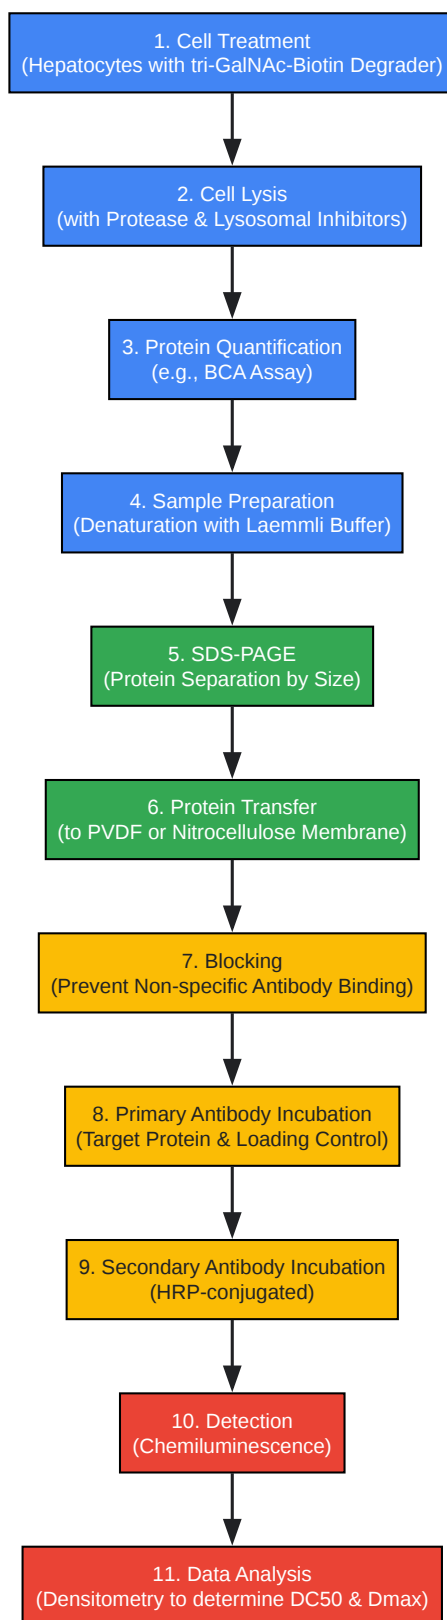 1. Cell Treatment
(Hepatocytes with tri-GalNAc-Biotin Degrader)
2. Cell Lysis
(with Protease & Lysosomal Inhibitors)
3. Protein Quantification
(e.g., BCA Assay)
4. Sample Preparation
(Denaturation with Laemmli Buffer)
5. SDS-PAGE
(Protein Separation by Size)
6. Protein Transfer
(to PVDF or Nitrocellulose Membrane)
7. Blocking
(Prevent Non-specific Antibody Binding)
8. Primary Antibody Incubation
(Target Protein & Loading Control)
9. Secondary Antibody Incubation
(HRP-conjugated)
10. Detection
(Chemiluminescence)
11. Data Analysis
(Densitometry to determine DC50 & Dmax)